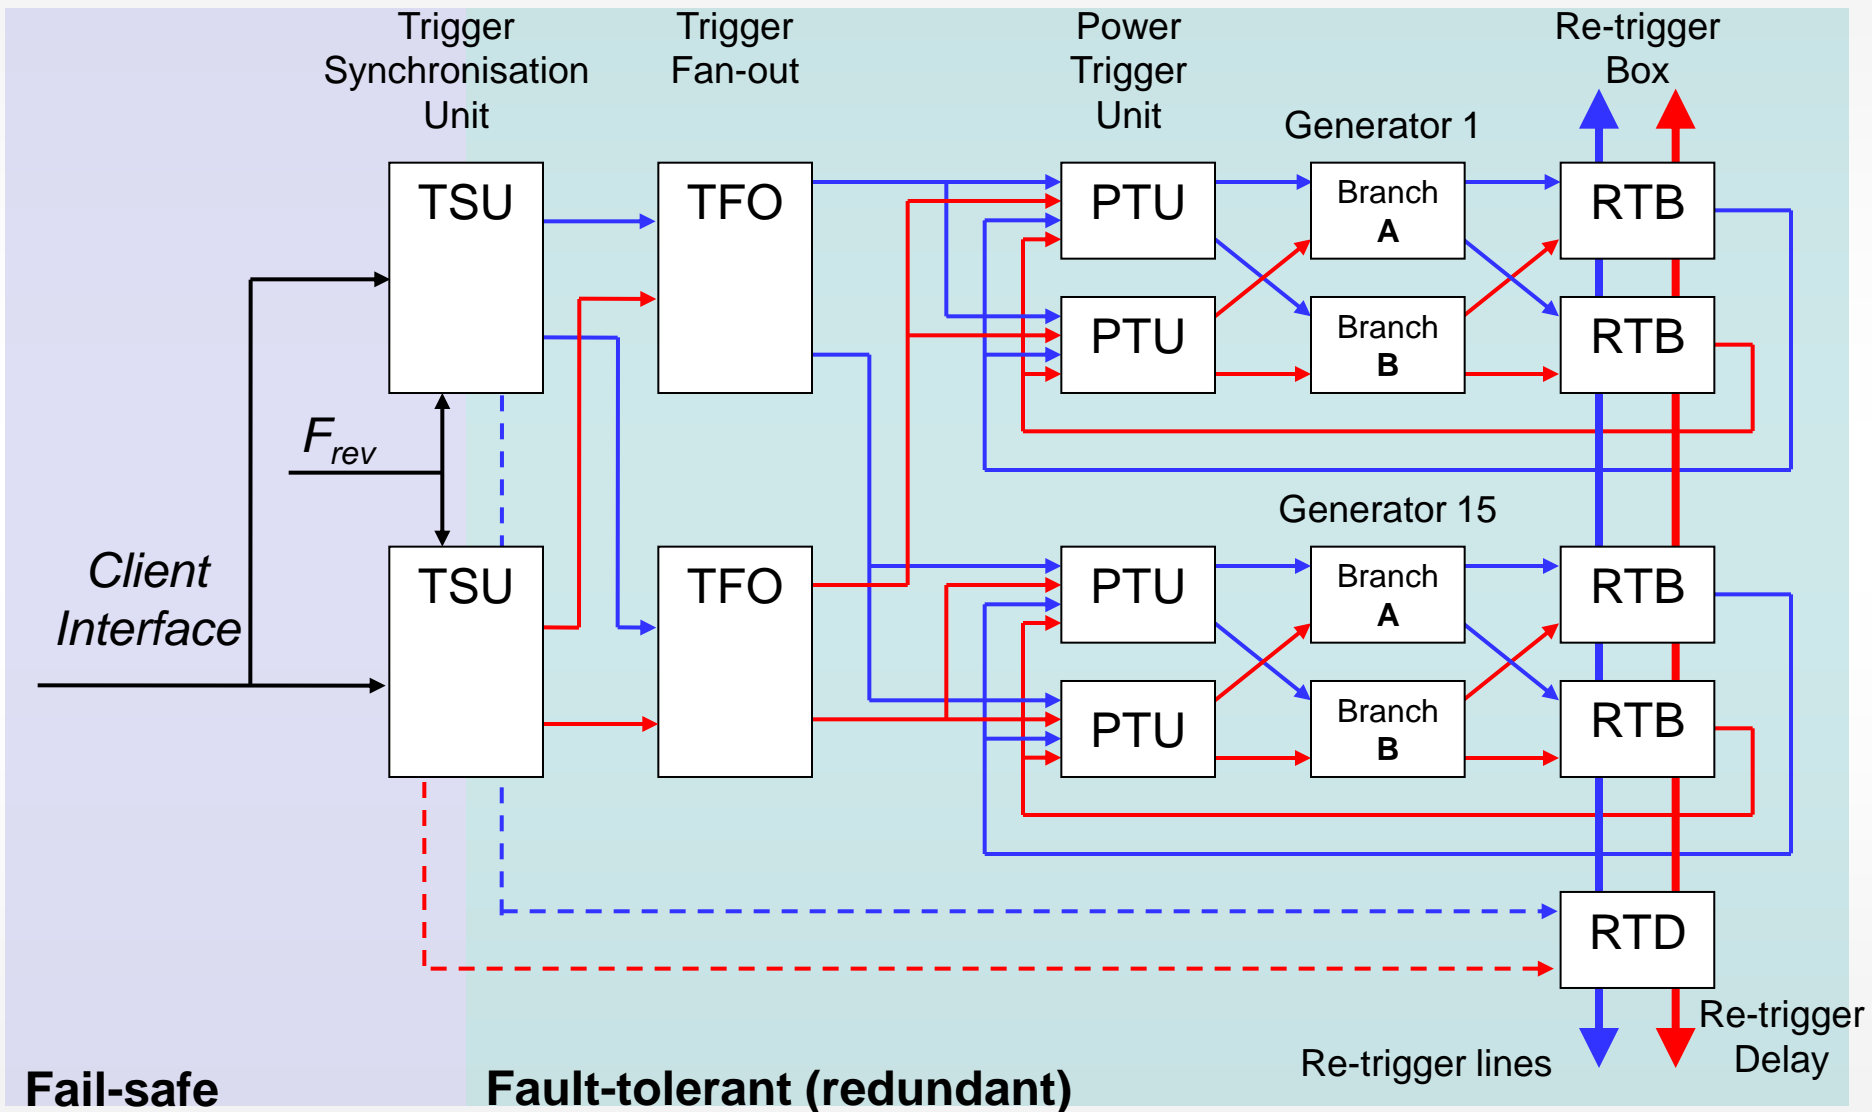 Trigger
Synchronisation
Unit
Trigger
Fan-out
Power
Trigger
Unit
Re-trigger
Box
Generator 1
TSU
TFO
PTU
Branch
A
RTB
PTU
Branch
B
RTB
Frev
Generator 15
Client
Interface
TSU
TFO
PTU
Branch
A
RTB
PTU
Branch
B
RTB
RTD
Re-trigger
Delay
Re-trigger lines
Fail-safe
Fault-tolerant (redundant)